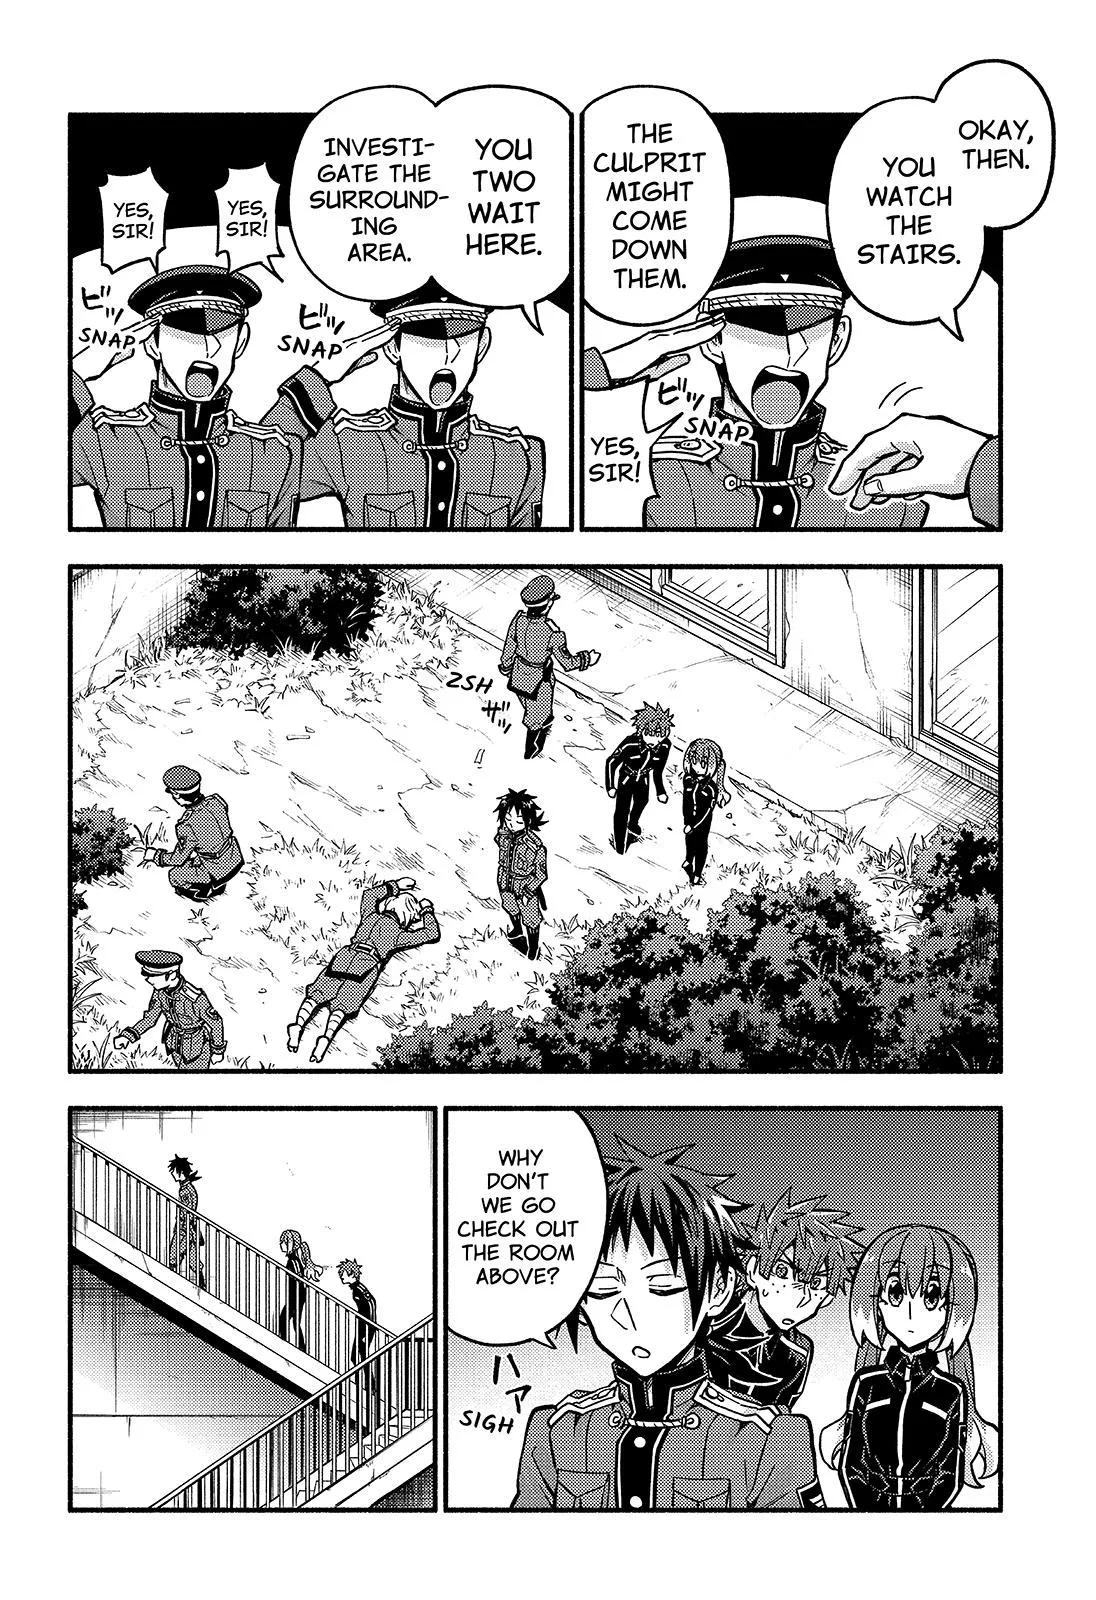 OKAY,
THEN.
YOU
WATCH
THE
STAIRS.
THE
CULPRIT
MIGHT
COME
DOWN
THEM.
ビッ
SNAP
YES,
SIR!
YOU
TWO
WAIT
HERE.
INVESTI-
GATE THE
SURROUND-
ING
AREA.
YES,
SIR!
ビッ
SNAP
YES,
SIR!
ビッ
SNAP
ZSH
ザッ
WHY
DON'T
WE GO
CHECK OUT
THE ROOM
ABOVE?
ハァ
SIGH